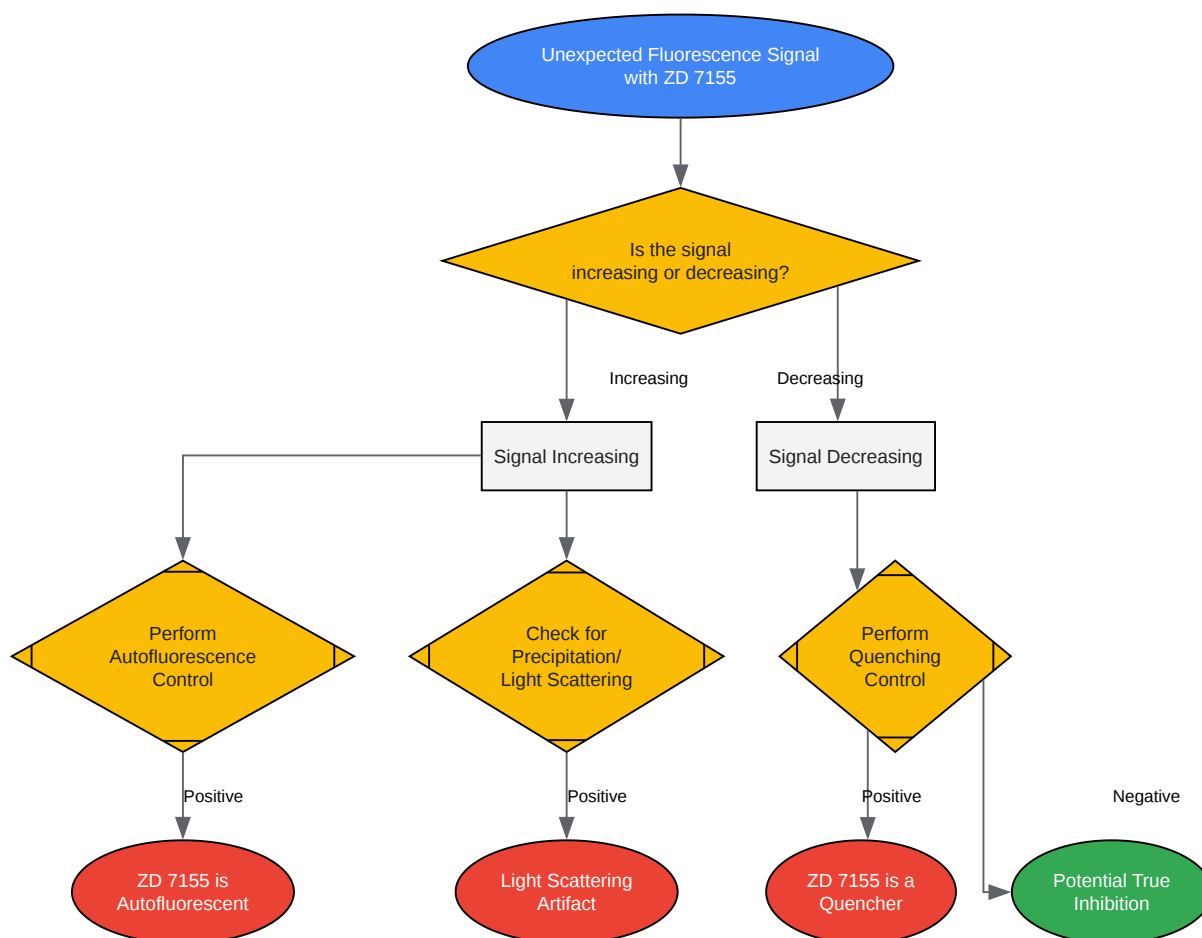 Unexpected Fluorescence Signal
with ZD 7155
Is the signal
increasing or decreasing?
Increasing
Decreasing
Signal Increasing
Signal Decreasing
Perform
Autofluorescence
Control
Check for
Precipitation/
Light Scattering
Perform
Quenching
Control
Positive
Positive
Positive
Negative
ZD 7155 is
Autofluorescent
Light Scattering
Artifact
ZD 7155 is a
Quencher
Potential True
Inhibition